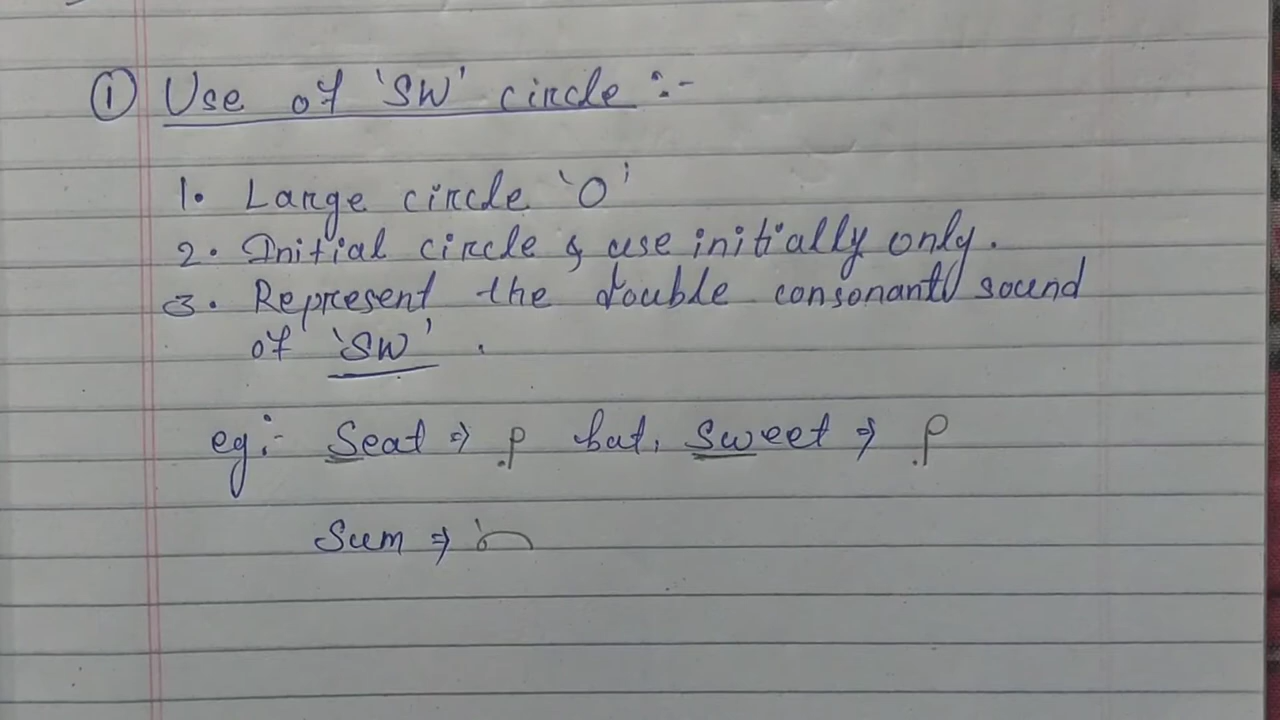 ① Use of 'SW' circle :-
1. Large circle 'O'
2. Initial circle & use initially only.
3. Represent the double consonant sound
of 'SW' .
eg:- Seat ⇒ but, sweet ⇒
Sum ⇒